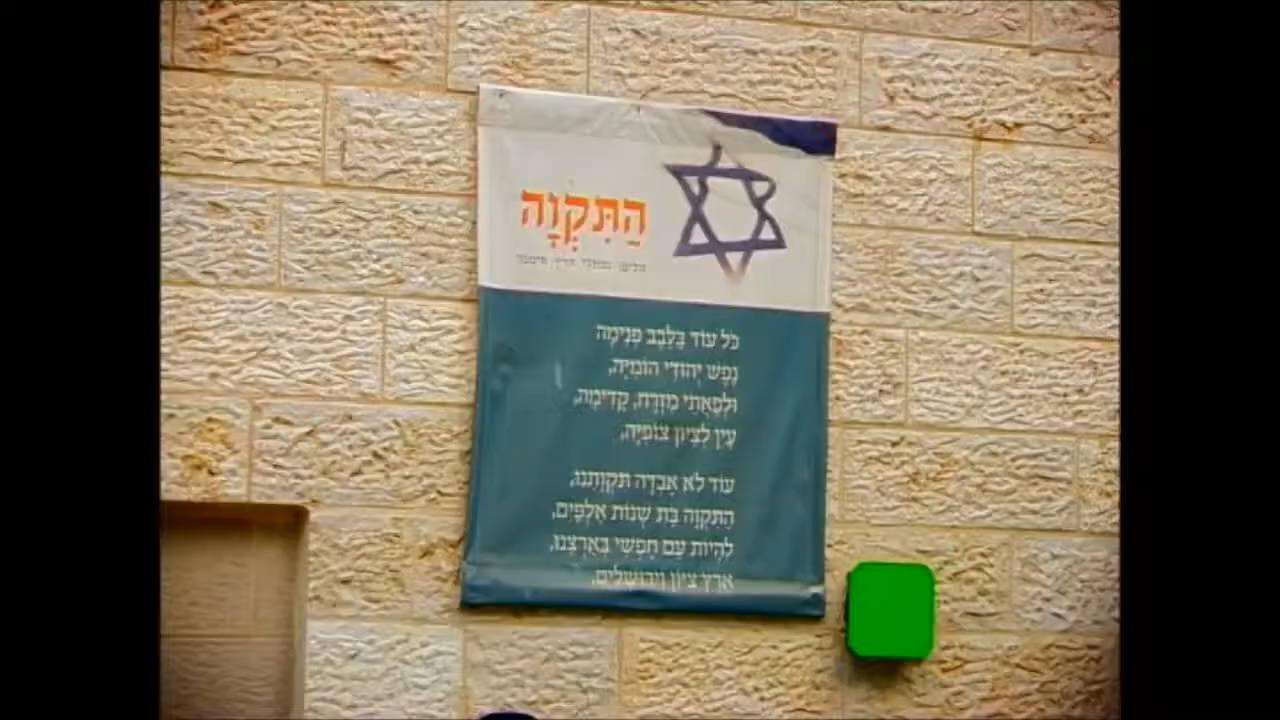 הַתִּקְוָה
כֹּל עוֹד בַּלֵּבָב פְּנִימָה
נֶפֶשׁ יְהוּדִי הוֹמִיָּה,
וּלְפַאֲתֵי מִזְרָח, קָדִימָה,
עַיִן לְצִיּוֹן צוֹפִיָּה,
עוֹד לֹא אָבְדָה תִּקְוָתֵנוּ,
הַתִּקְוָה בַּת שְׁנוֹת אַלְפַּיִם,
לִהְיוֹת עַם חָפְשִׁי בְּאַרְצֵנוּ,
אֶרֶץ צִיּוֹן וִירוּשָׁלַיִם.